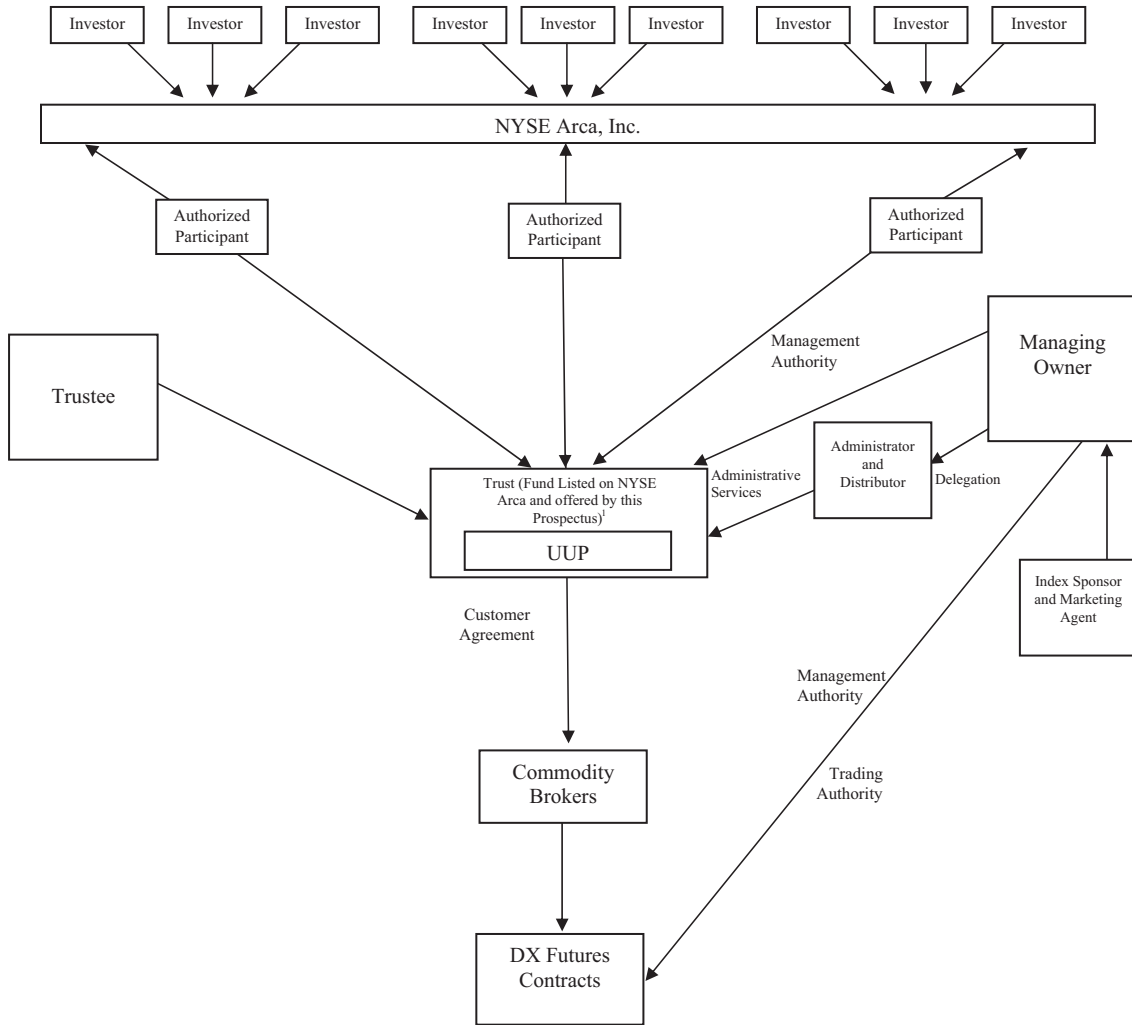 Investor
Investor
Investor
Investor
Investor
Investor
Investor
Investor
Investor
NYSE Arca, Inc.
Authorized
Participant
Authorized
Participant
Authorized
Participant
Management
Authority
Managing
Owner
Trustee
Administrator
and
Distributor
Administrative
Services
Delegation
Trust (Fund Listed on NYSE
Arca and offered by this
Prospectus)1
UUP
Index Sponsor
and Marketing
Agent
Customer
Agreement
Management
Authority
Commodity
Brokers
Trading
Authority
DX Futures
Contracts